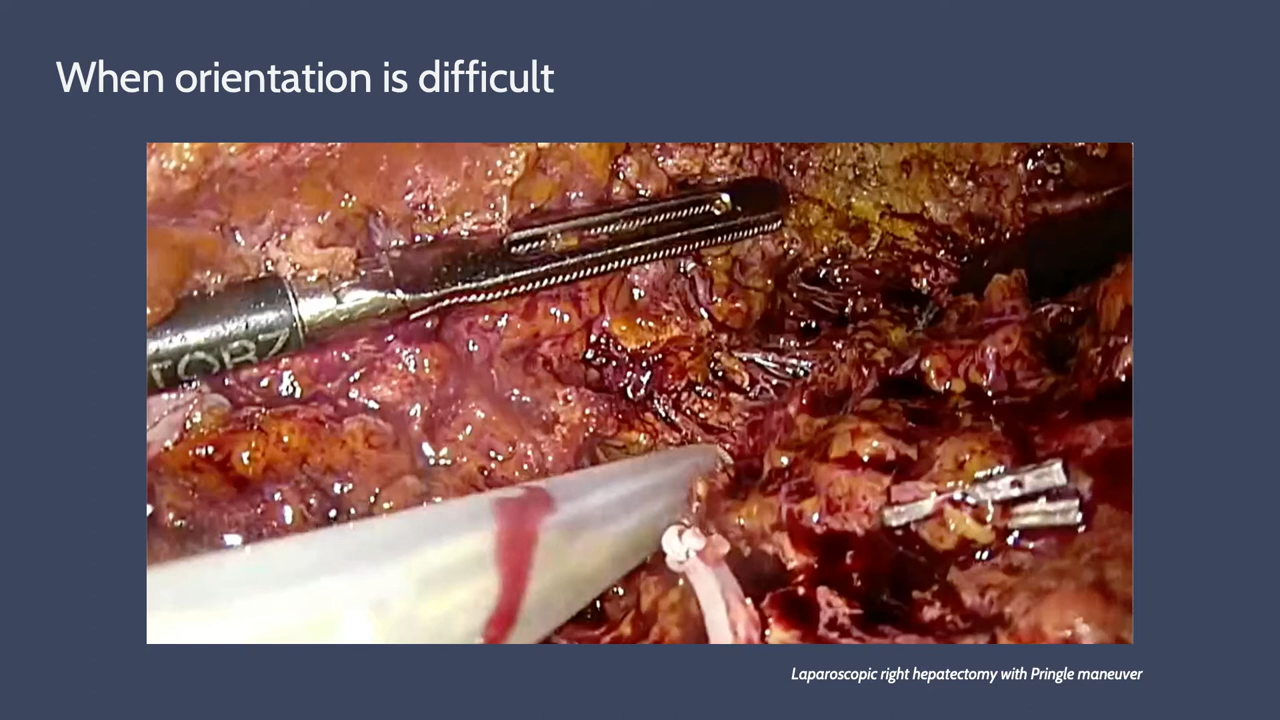 When orientation is difficult
Laparoscopic right hepatectomy with Pringle maneuver